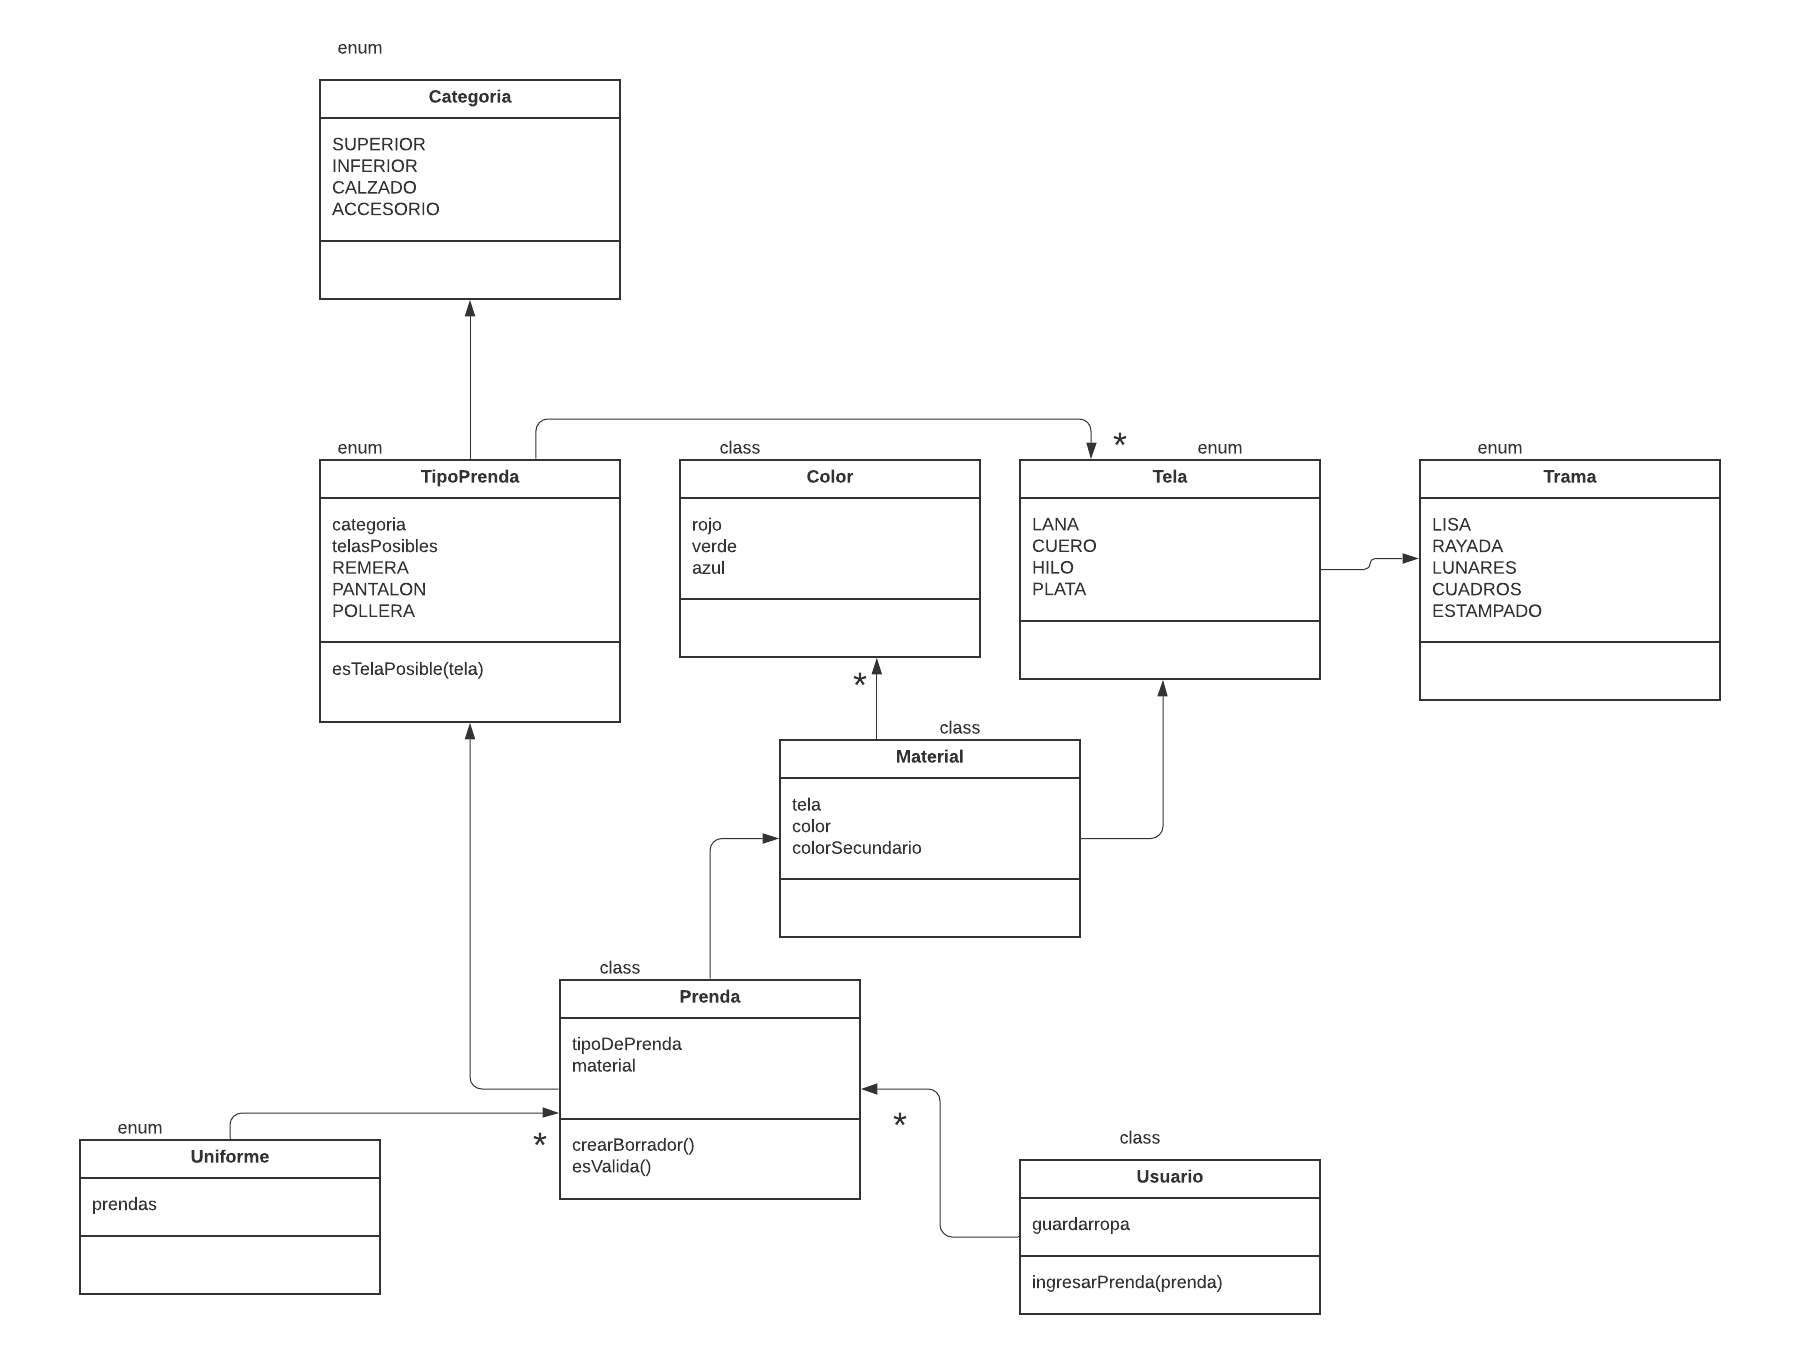 enum
Categoria
SUPERIOR
INFERIOR
CALZADO
ACCESORIO
enum
TipoPrenda
categoria
telasPosibles
REMERA
PANTALON
POLLERA
esTelaPosible(tela)
class
Color
rojo
verde
azul
*
*
enum
Tela
LANA
CUERO
HILO
PLATA
enum
Trama
LISA
RAYADA
LUNARES
CUADROS
ESTAMPADO
class
Material
tela
color
colorSecundario
class
Prenda
tipoDePrenda
material
crearBorrador()
esValida()
*
*
enum
Uniforme
prendas
class
Usuario
guardarropa
ingresarPrenda(prenda)